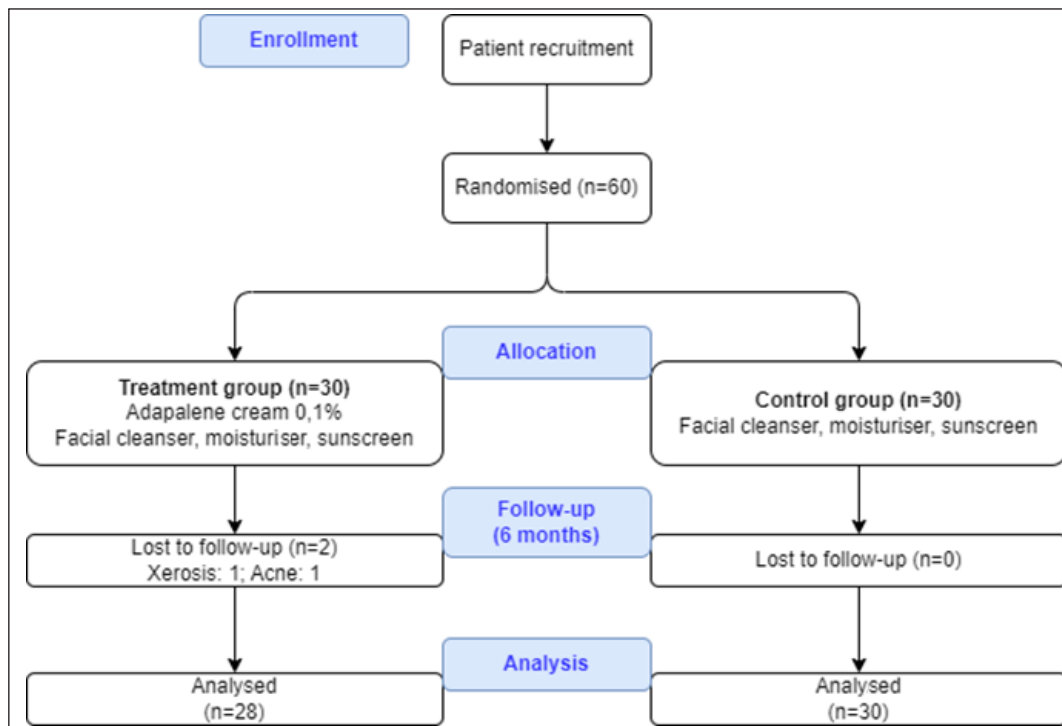 Enrollment
Patient recruitment
Randomised (n=60)
Allocation
Treatment group (n=30)
Adapalene cream 0,1%
Facial cleanser, moisturiser, sunscreen
Control group (n=30)
Facial cleanser, moisturiser, sunscreen
Follow-up
(6 months)
Lost to follow-up (n=2)
Xerosis: 1; Acne: 1
Lost to follow-up (n=0)
Analysis
Analysed
(n=28)
Analysed
(n=30)